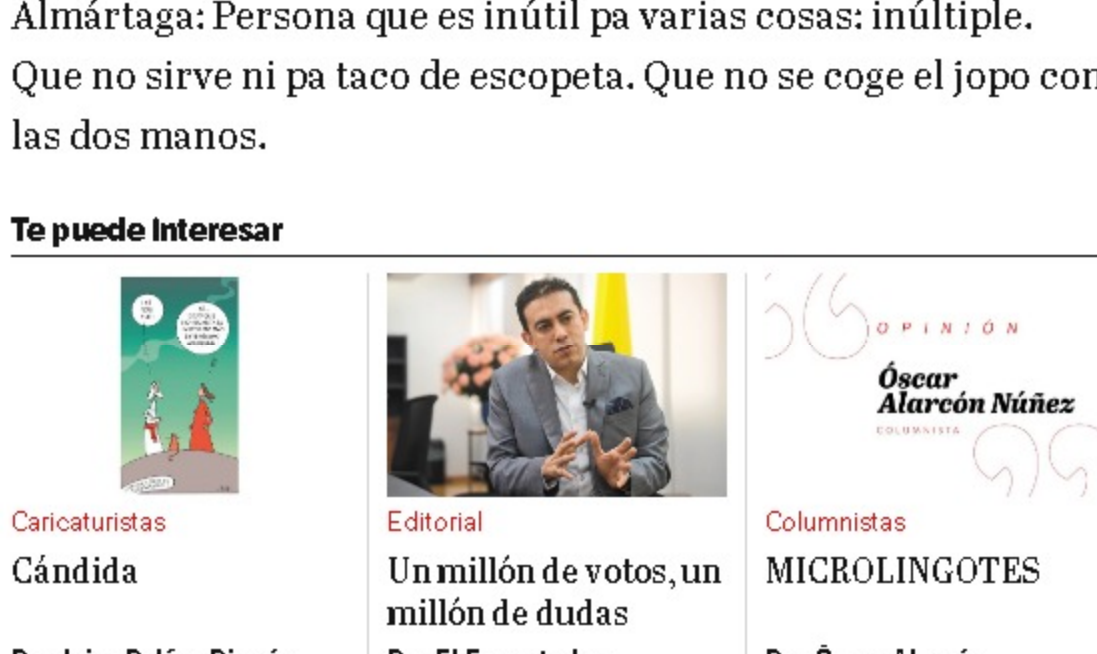 Almártaga: Persona que es inútil pa varias cosas: inúltiple.
Que no sirve ni pa taco de escopeta. Que no se coge el jopo con
las dos manos.
Te puede interesar
OPINIÓN
Óscar
Alarcón Núñez
COLUMNISTA
Caricaturistas
Cándida
Editorial
Un millón de votos, un
millón de dudas
Columnistas
MICROLINGOTES